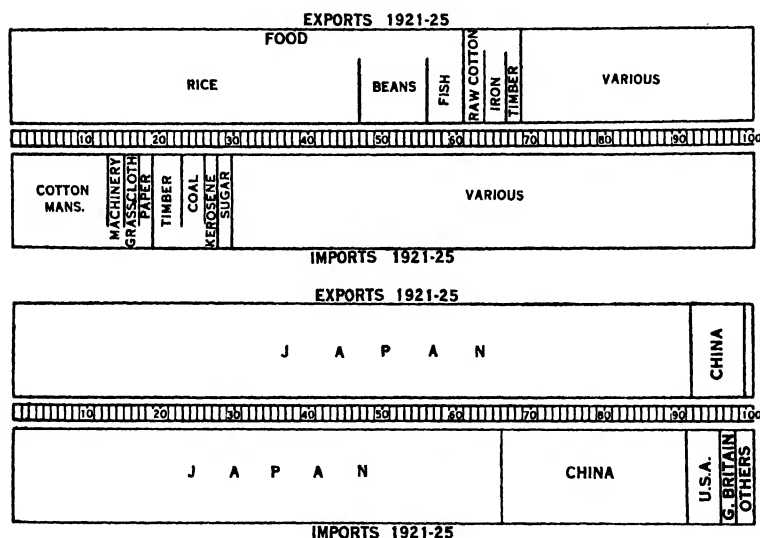 EXPORTS 1921-25
FOOD
RICE
BEANS
FISH
RAW COTTON
IRON
TIMBER
VARIOUS
10 20 30 40 50 60 70 80 90 100
COTTON
MANS.
MACHINERY
GRASSCLOTH
PAPER
TIMBER
COAL
KEROSENE
SUGAR
VARIOUS
IMPORTS 1921-25
EXPORTS 1921-25
JAPAN
CHINA
10 20 30 40 50 60 70 80 90 100
JAPAN
CHINA
U.S.A.
G. BRITAIN
OTHERS
IMPORTS 1921-25